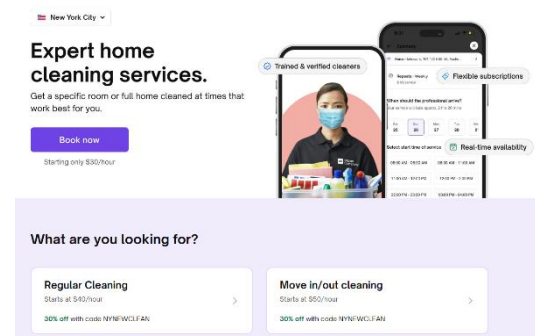 New York City
Expert home
cleaning services.
Get a specific room or full home cleaned at times that
work best for you.
Book now
Starting only $30/hour
Trained & verified cleaners
Flexible subscriptions
When should the professional arrive?
Select start time of service
Real-time availability
What are you looking for?
Regular Cleaning
Starts at $40/hour
30% off with code NYNEWCLEAN
Move in/out cleaning
Starts at $50/hour
30% off with code NYNEWCLEAN